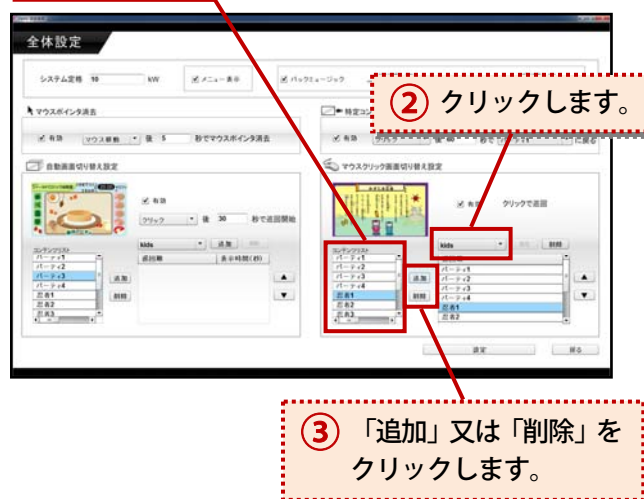 全体設定
システム定格 10 kW
メニュー表示
バックミュージック
② クリックします。
マウスポインタ消去
有効 マウス移動 後 5 秒でマウスポインタ消去
有効 クリック 後 60 秒で に戻る
自動画面切り替え設定
マウスクリック画面切り替え設定
有効
クリック 後 30 秒で巡回開始
有効 クリックで巡回
kids 追加
kids 削除
コンテンツリスト
巡回順 表示時間(秒)
パーティ1
パーティ2
パーティ3
パーティ4
忍者1
忍者2
忍者3
追加
削除
コンテンツリスト
パーティ1
パーティ2
パーティ3
パーティ4
忍者1
忍者2
忍者3
追加
削除
パーティ1
パーティ2
パーティ3
パーティ4
忍者1
忍者2
設定 戻る
③ 「追加」又は「削除」を
クリックします。